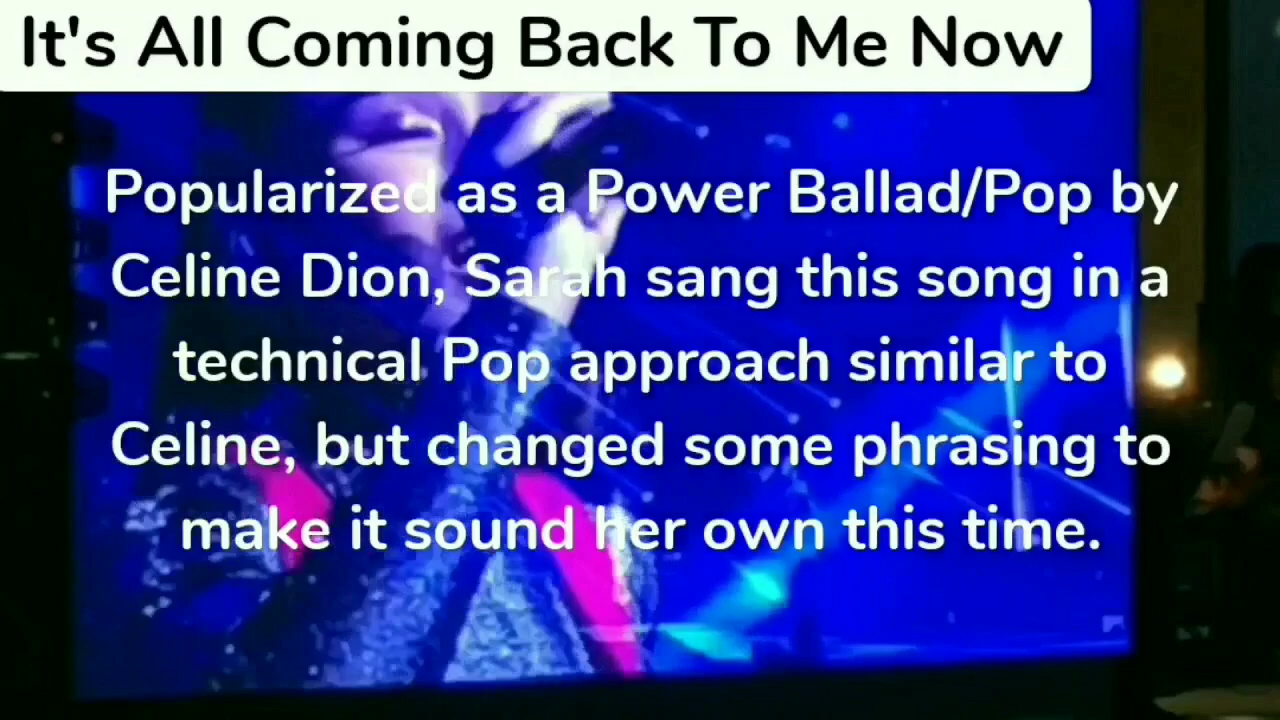 It's All Coming Back To Me Now
Popularized as a Power Ballad/Pop by
Celine Dion, Sarah sang this song in a
technical Pop approach similar to
Celine, but changed some phrasing to
make it sound her own this time.